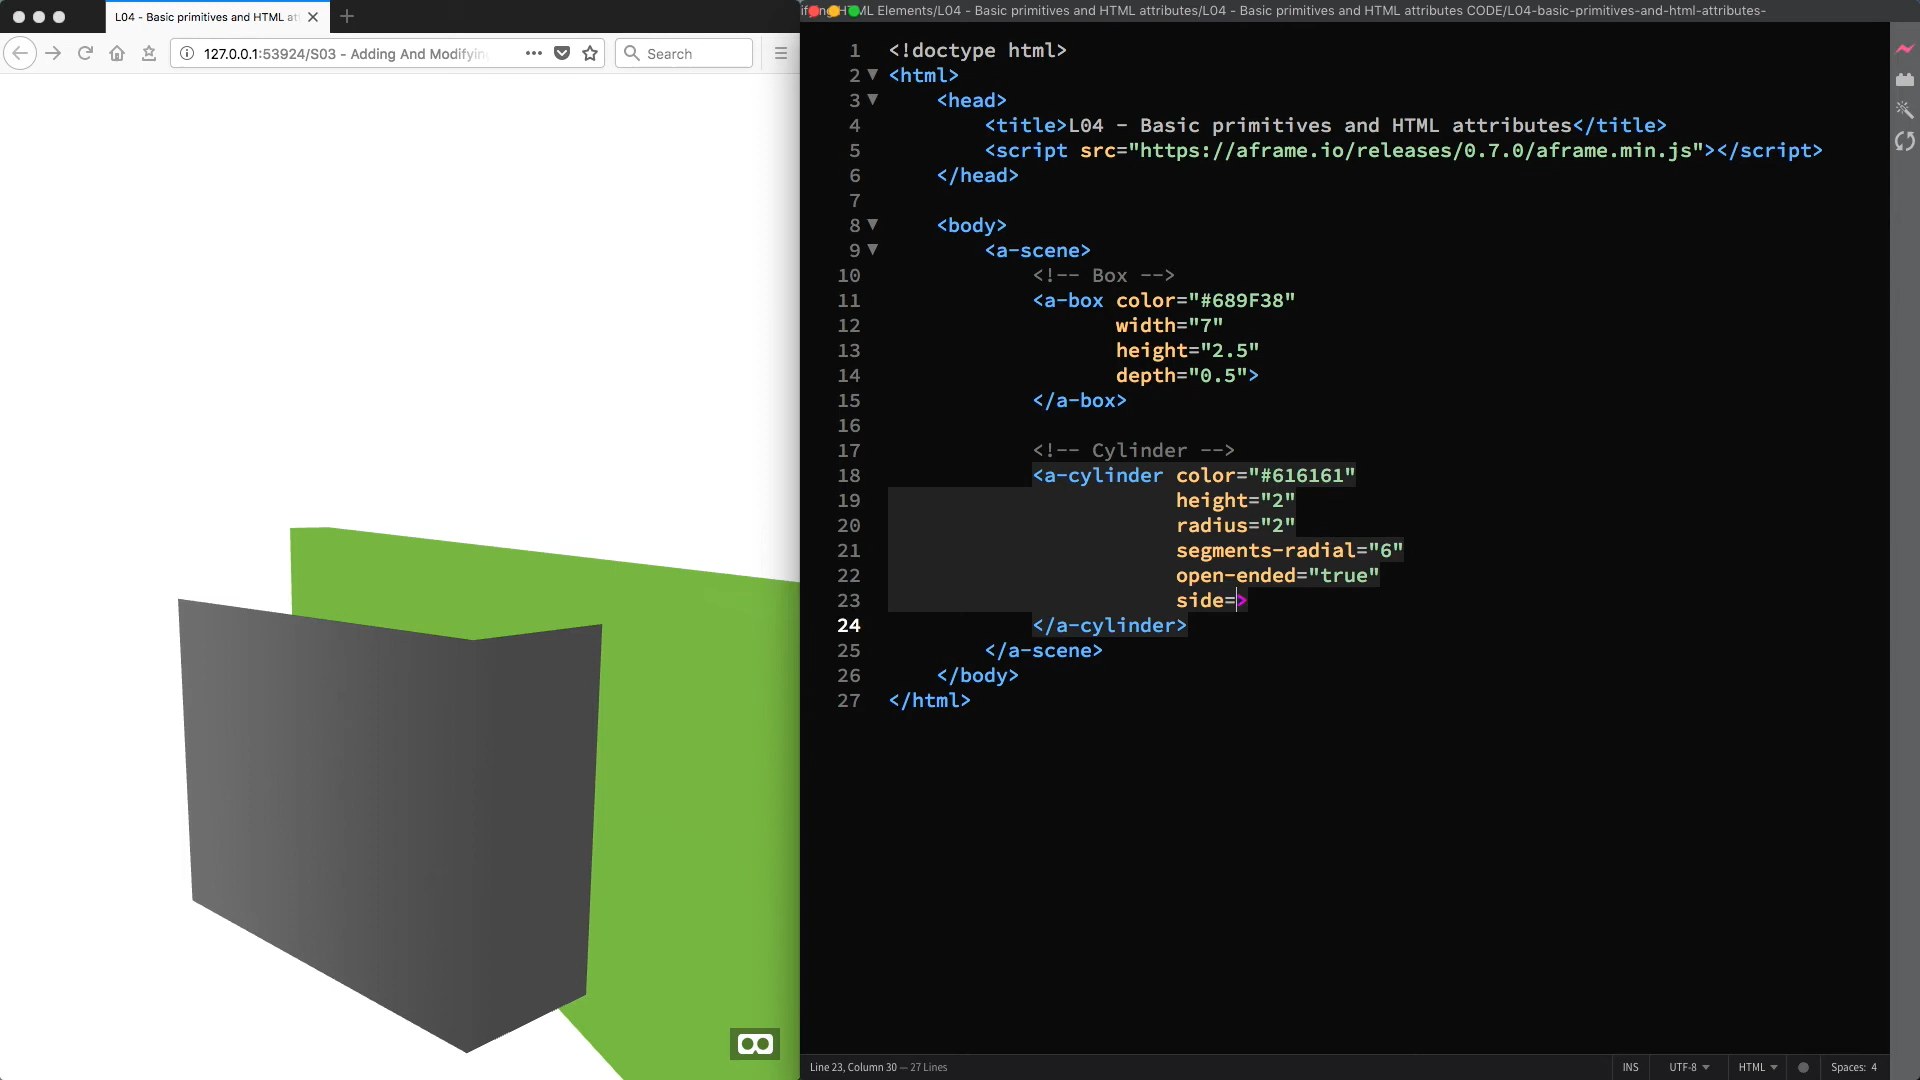 L04 - Basic primitives and HTML at
127.0.0.1:53924/S03 - Adding And Modifyin
Search
ML Elements/L04 - Basic primitives and HTML attributes/L04 - Basic primitives and HTML attributes CODE/L04-basic-primitives-and-html-attributes-
1 <!doctype html>
2 <html>
3 <head>
4 <title>L04 - Basic primitives and HTML attributes</title>
5 <script src="https://aframe.io/releases/0.7.0/aframe.min.js"></script>
6 </head>
7
8 <body>
9 <a-scene>
10 <!-- Box -->
11 <a-box color="#689F38"
12 width="7"
13 height="2.5"
14 depth="0.5">
15 </a-box>
16
17 <!-- Cylinder -->
18 <a-cylinder color="#616161"
19 height="2"
20 radius="2"
21 segments-radial="6"
22 open-ended="true"
23 side=>
24 </a-cylinder>
25 </a-scene>
26 </body>
27 </html>
Line 23, Column 30 — 27 Lines
INS
UTF-8
HTML
Spaces: 4